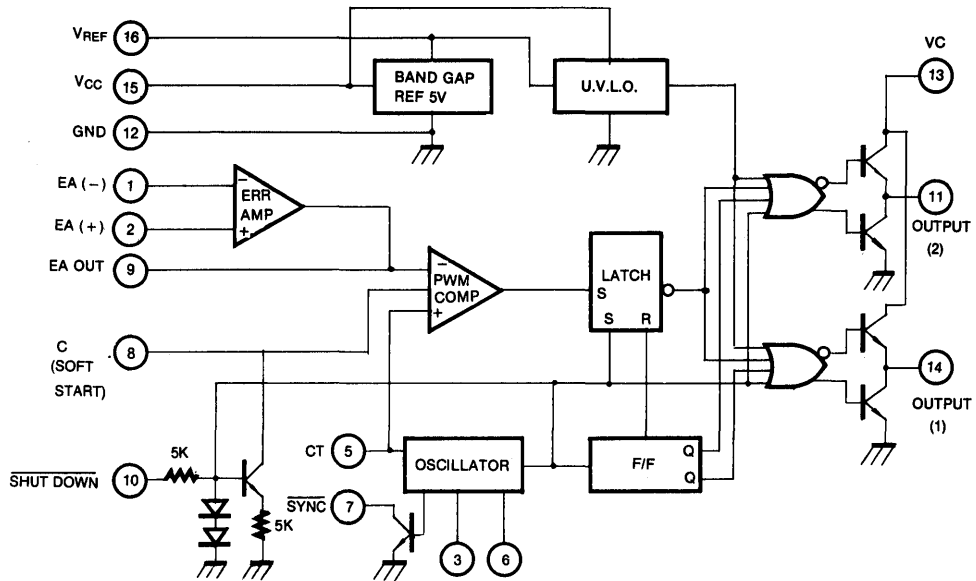 VREF 16
VCC 15
GND 12
EA (−) 1
EA (+) 2
EA OUT 9
C
(SOFT
START)
8
SHUT DOWN 10
5K
5K
BAND GAP
REF 5V
U.V.L.O.
−
ERR
AMP
+
−
PWM
COMP
+
LATCH
S
S R
CT 5
OSCILLATOR
SYNC 7
3
6
F/F
Q
Q
VC
13
11
OUTPUT
(2)
14
OUTPUT
(1)